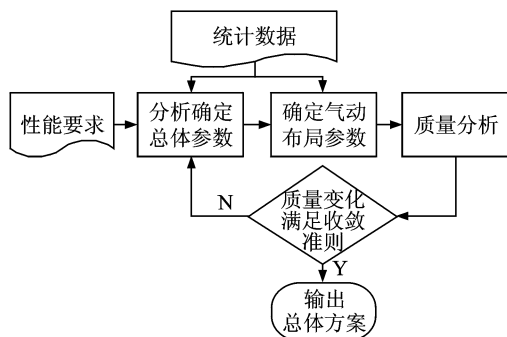 统计数据
性能要求
分析确定
总体参数
确定气动
布局参数
质量分析
质量变化
满足收敛
准则
N
Y
输出
总体方案